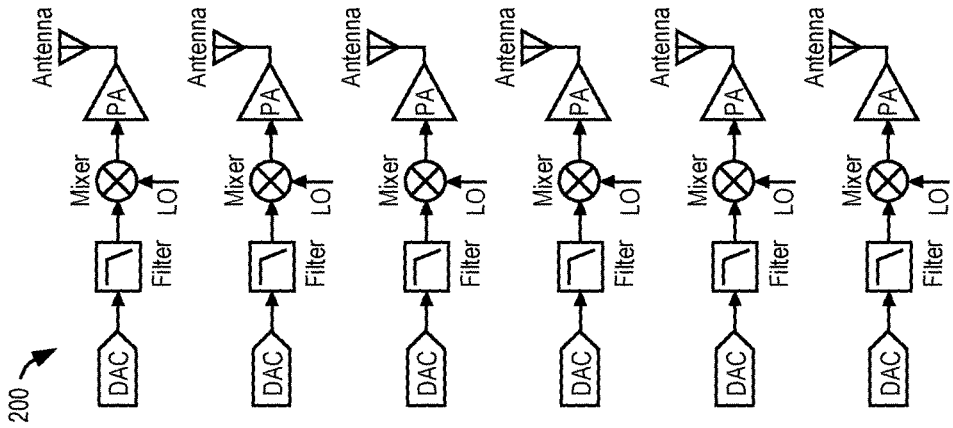 200
DAC
Filter
Mixer
LO
PA
Antenna
DAC
Filter
Mixer
LO
PA
Antenna
DAC
Filter
Mixer
LO
PA
Antenna
DAC
Filter
Mixer
LO
PA
Antenna
DAC
Filter
Mixer
LO
PA
Antenna
DAC
Filter
Mixer
LO
PA
Antenna